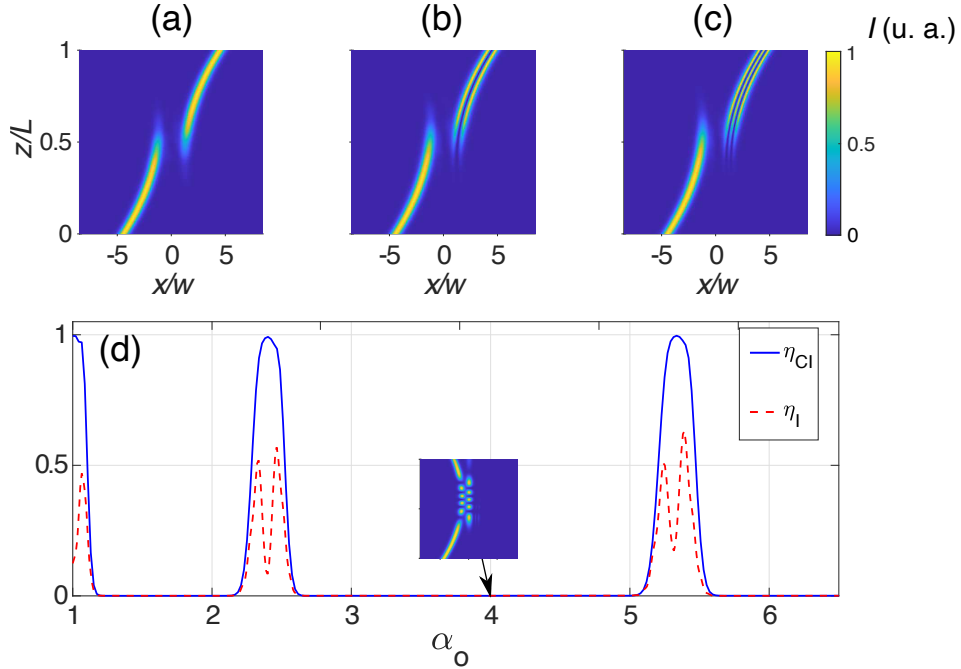 (a) (b) (c) I (u. a.)
1 1
z/L 0.5 0.5
0 0
-5 0 5 -5 0 5 -5 0 5
x/w x/w x/w
1 (d) η_CI
η_I
0.5
0
1 2 3 4 5 6
α_o